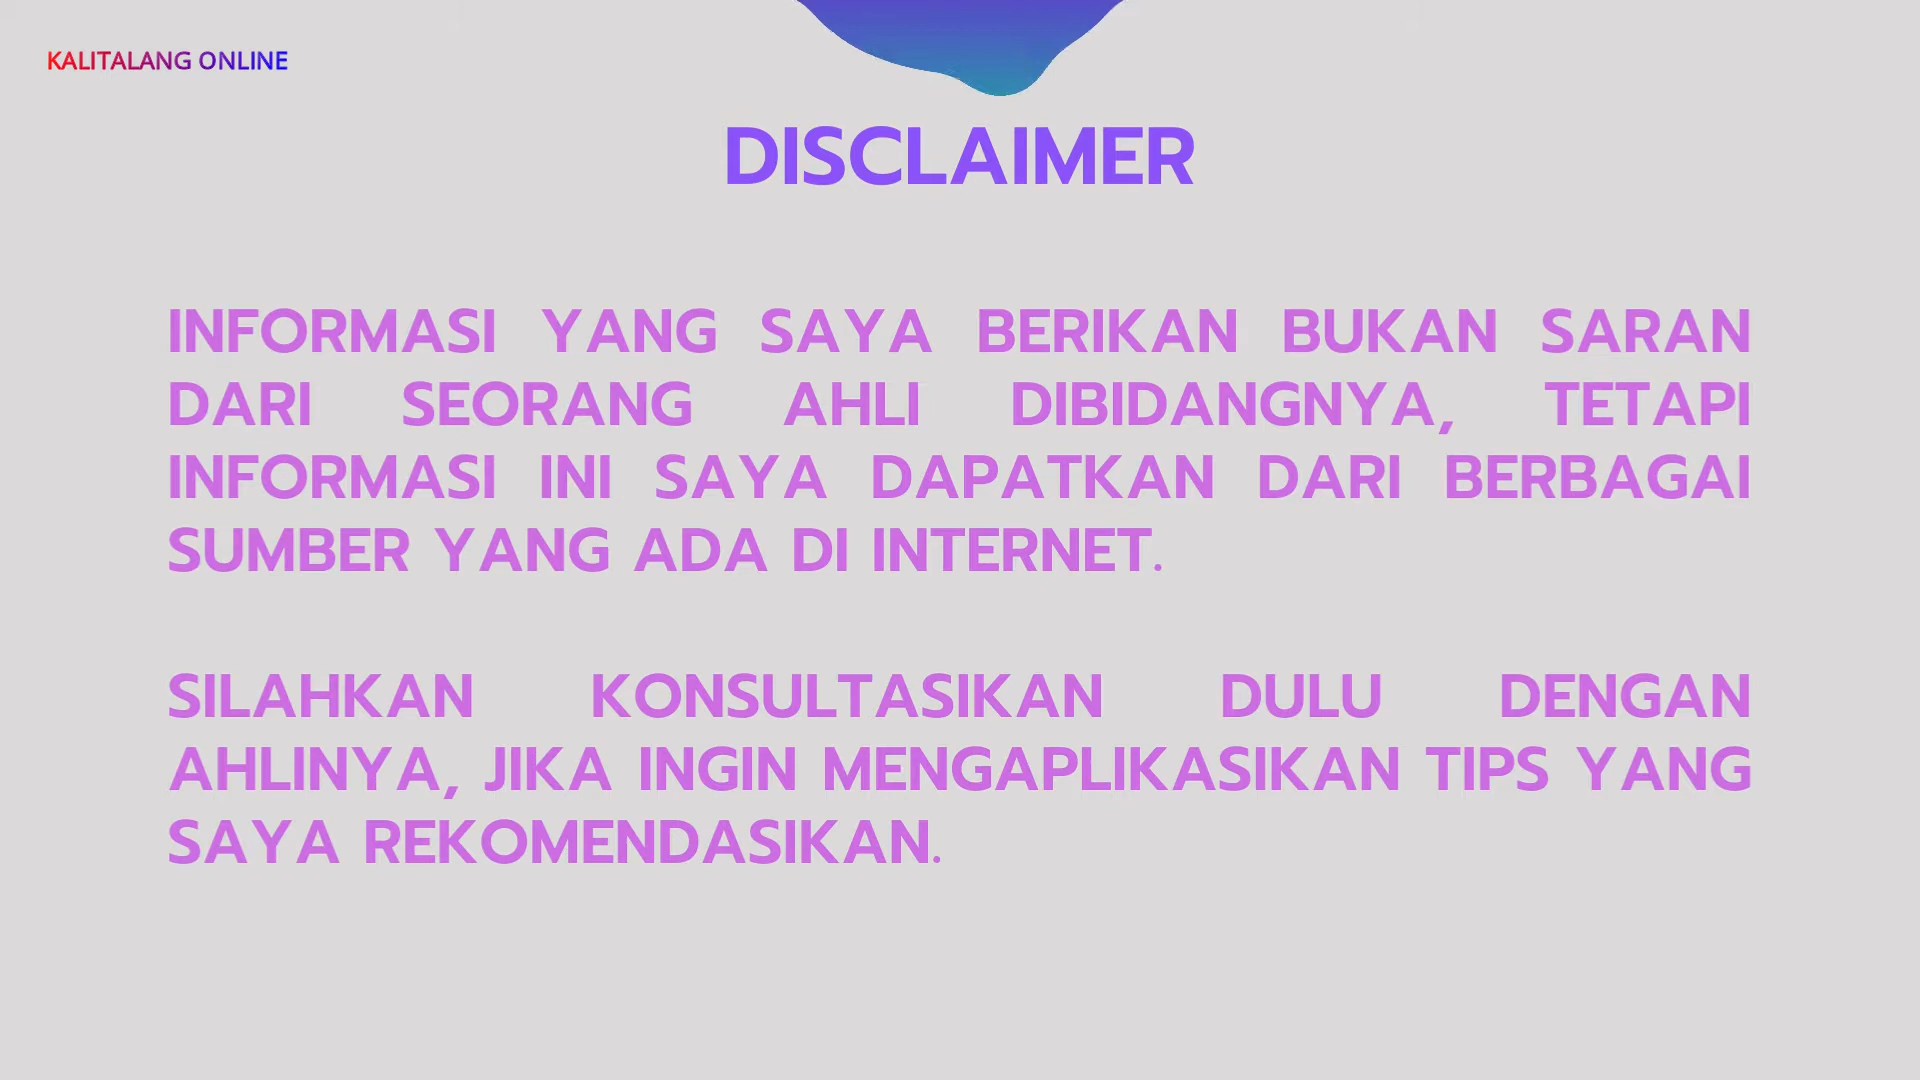 KALITALANG ONLINE
DISCLAIMER
INFORMASI YANG SAYA BERIKAN BUKAN SARAN
DARI SEORANG AHLI DIBIDANGNYA, TETAPI
INFORMASI INI SAYA DAPATKAN DARI BERBAGAI
SUMBER YANG ADA DI INTERNET.
SILAHKAN KONSULTASIKAN DULU DENGAN
AHLINYA, JIKA INGIN MENGAPLIKASIKAN TIPS YANG
SAYA REKOMENDASIKAN.